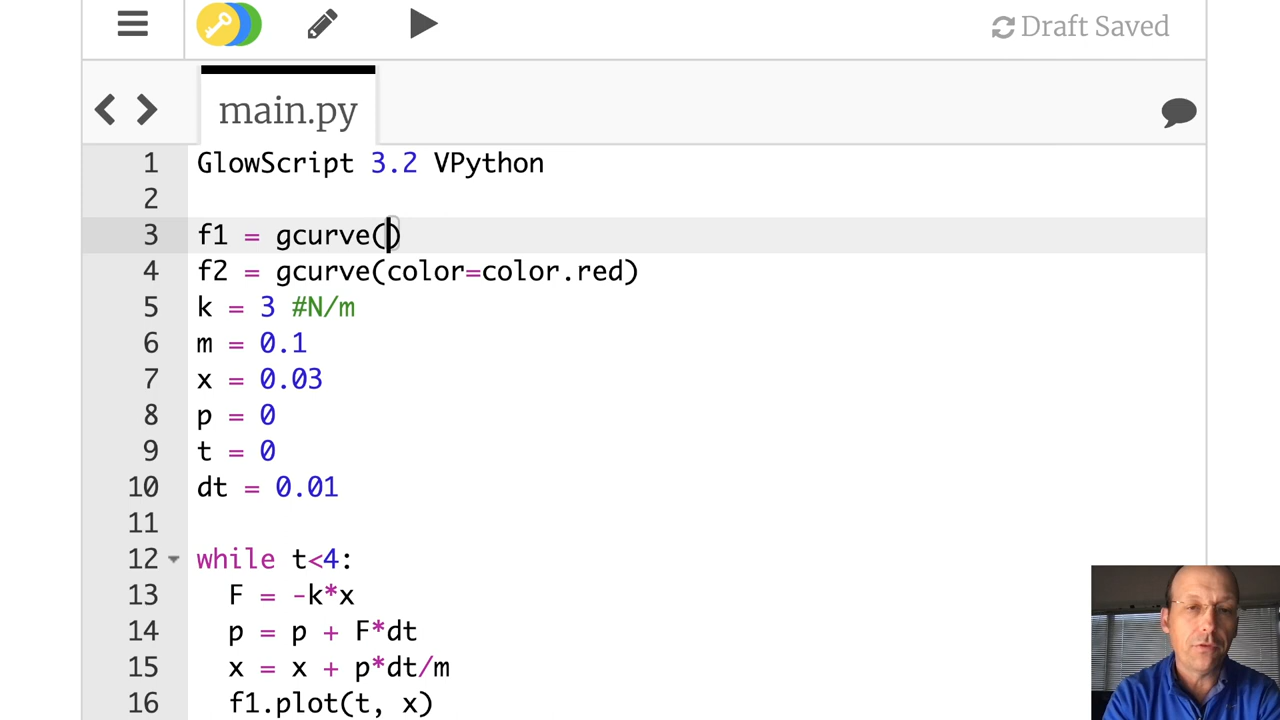 Draft Saved
main.py
1 GlowScript 3.2 VPython
2
3 f1 = gcurve()
4 f2 = gcurve(color=color.red)
5 k = 3 #N/m
6 m = 0.1
7 x = 0.03
8 p = 0
9 t = 0
10 dt = 0.01
11
12 while t<4:
13 F = -k*x
14 p = p + F*dt
15 x = x + p*dt/m
16 f1.plot(t, x)